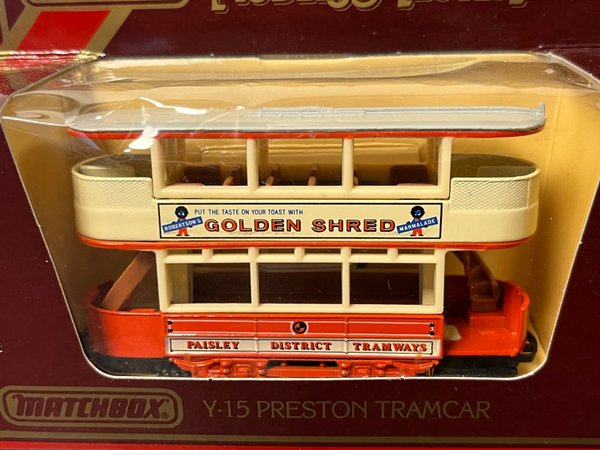 PUT THE TASTE ON YOUR TOAST WITH
ROBERTSON'S GOLDEN SHRED MARMALADE
PAISLEY DISTRICT TRAMWAYS
MATCHBOX
Y-15 PRESTON TRAMCAR